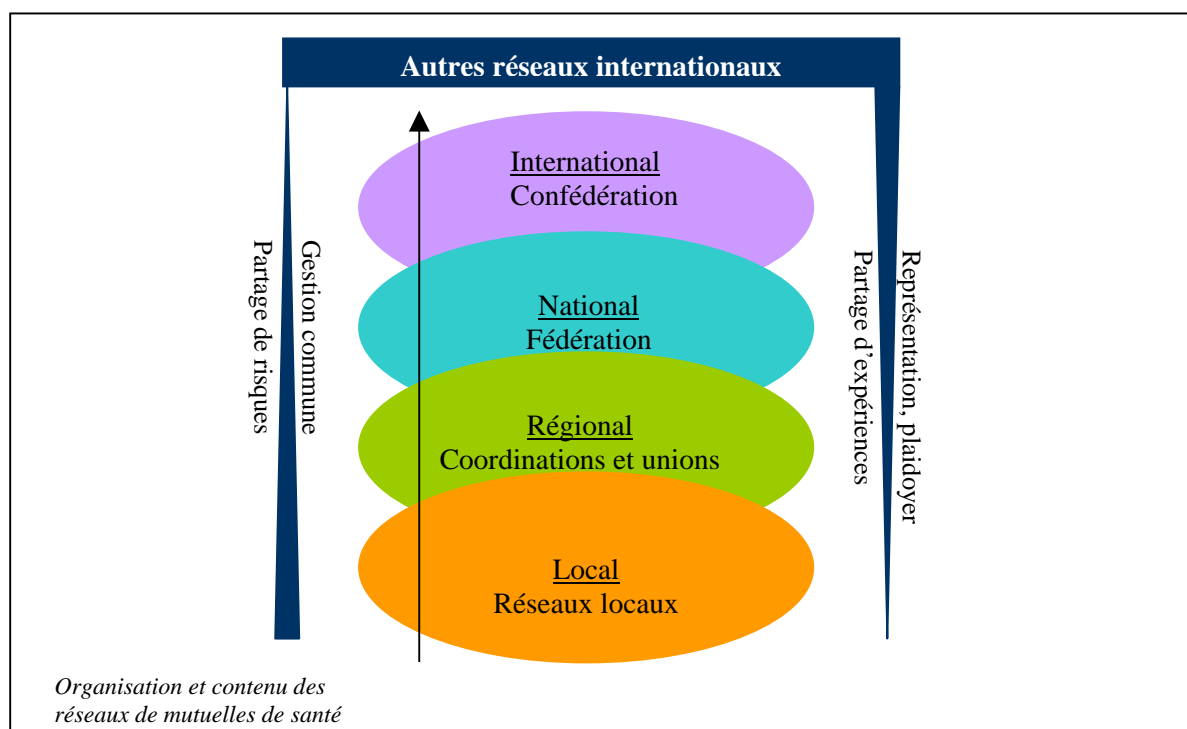 Autres réseaux internationaux
International
Confédération
National
Fédération
Régional
Coordinations et unions
Local
Réseaux locaux
Gestion commune
Partage de risques
Représentation, plaidoyer
Partage d’expériences
Organisation et contenu des
réseaux de mutuelles de santé